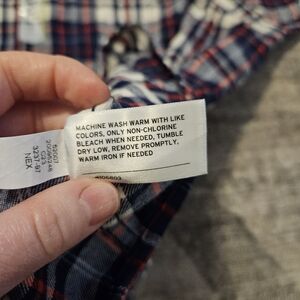 MACHINE WASH WARM WITH LIKE
COLORS, ONLY NON-CHLORINE
BLEACH WHEN NEEDED, TUMBLE
DRY LOW, REMOVE PROMPTLY,
WARM IRON IF NEEDED